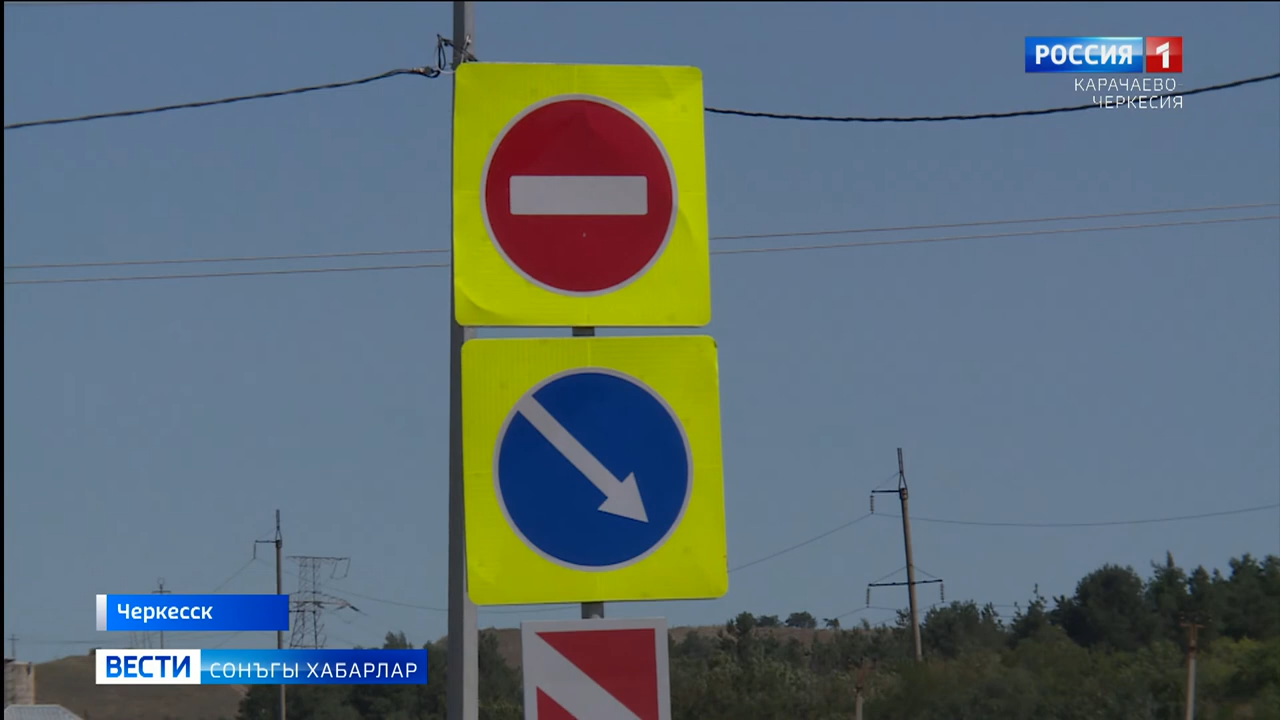 РОССИЯ 1
КАРАЧАЕВО-
ЧЕРКЕСИЯ
Черкесск
ВЕСТИ СОНЪГЫ ХАБАРЛАР